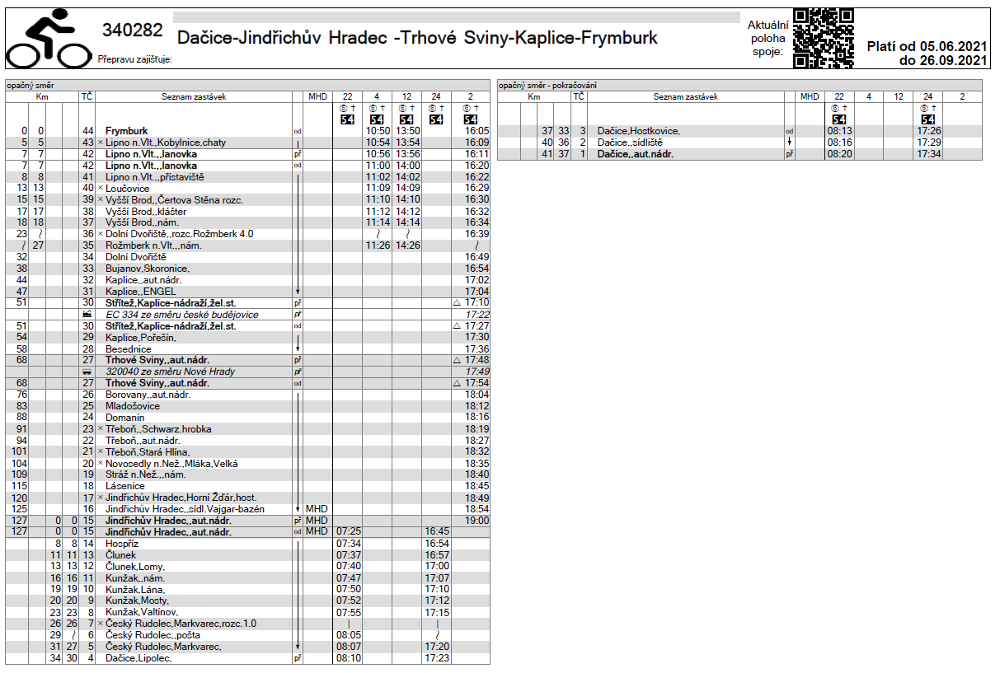 340282 Dačice-Jindřichův Hradec -Trhové Sviny-Kaplice-Frymburk
Přepravu zajišťuje:
Aktuální
poloha
spoje:
Platí od 05.06.2021
do 26.09.2021
opačný směr
Km TČ Seznam zastávek MHD 22 4 12 24 2
⑥ † ⑥ † ⑥ † ⑥ † ⑥ †
54 54 54 54 54
0 0 44 Frymburk od 10:50 13:50 16:05
5 5 43 × Lipno n.Vlt.,Kobylnice,chaty 10:54 13:54 16:09
7 7 42 Lipno n.Vlt.,,lanovka př 10:56 13:56 16:11
7 7 42 Lipno n.Vlt.,,lanovka od 11:00 14:00 16:20
8 8 41 Lipno n.Vlt.,,přístaviště 11:02 14:02 16:22
13 13 40 × Loučovice 11:09 14:09 16:29
15 15 39 × Vyšší Brod,,Čertova Stěna rozc. 11:10 14:10 16:30
17 17 38 Vyšší Brod,,klášter 11:12 14:12 16:32
18 18 37 Vyšší Brod,,nám. 11:14 14:14 16:34
23 36 × Dolní Dvořiště,,rozc.Rožmberk 4.0 16:39
27 35 Rožmberk n.Vlt.,,nám. 11:26 14:26
32 34 Dolní Dvořiště 16:49
38 33 Bujanov,Skoronice, 16:54
44 32 Kaplice,,aut.nádr. 17:02
47 31 Kaplice,,ENGEL 17:04
51 30 Střítež,Kaplice-nádraží,žel.st. př △ 17:10
EC 334 ze směru české budějovice př 17:22
51 30 Střítež,Kaplice-nádraží,žel.st. od △ 17:27
54 29 Kaplice,Pořešín, 17:30
58 28 Besednice 17:36
68 27 Trhové Sviny,,aut.nádr. př △ 17:48
320040 ze směru Nové Hrady př 17:49
68 27 Trhové Sviny,,aut.nádr. od △ 17:54
76 26 Borovany,,aut.nádr. 18:04
83 25 Mladošovice 18:12
88 24 Domanín 18:16
91 23 × Třeboň,,Schwarz.hrobka 18:19
94 22 Třeboň,,aut.nádr. 18:27
101 21 × Třeboň,Stará Hlína, 18:32
104 20 × Novosedly n.Než.,Mláka,Velká 18:35
109 19 Stráž n.Než.,,nám. 18:40
115 18 Lásenice 18:45
120 17 × Jindřichův Hradec,Horní Žďár,host. 18:49
125 16 Jindřichův Hradec,,sídl.Vajgar-bazén MHD 18:54
127 0 0 15 Jindřichův Hradec,,aut.nádr. př MHD 19:00
127 0 0 15 Jindřichův Hradec,,aut.nádr. od MHD 07:25 16:45
8 8 14 Hospříz 07:34 16:54
11 11 13 Člunek 07:37 16:57
13 13 12 Člunek,Lomy, 07:40 17:00
16 16 11 Kunžak,,nám. 07:47 17:07
19 19 10 Kunžak,Lána, 07:50 17:10
20 20 9 Kunžak,Mosty, 07:52 17:12
23 23 8 Kunžak,Valtínov, 07:55 17:15
26 26 7 × Český Rudolec,Markvarec,rozc.1.0 | |
29 6 Český Rudolec,,pošta 08:05
31 27 5 Český Rudolec,Markvarec, 08:07 17:20
34 30 4 Dačice,Lipolec, př 08:10 17:23
opačný směr - pokračování
Km TČ Seznam zastávek MHD 22 4 12 24 2
⑥ † ⑥ †
54 54
37 33 3 Dačice,Hostkovice, od 08:13 17:26
40 36 2 Dačice,,sídliště 08:16 17:29
41 37 1 Dačice,,aut.nádr. př 08:20 17:34